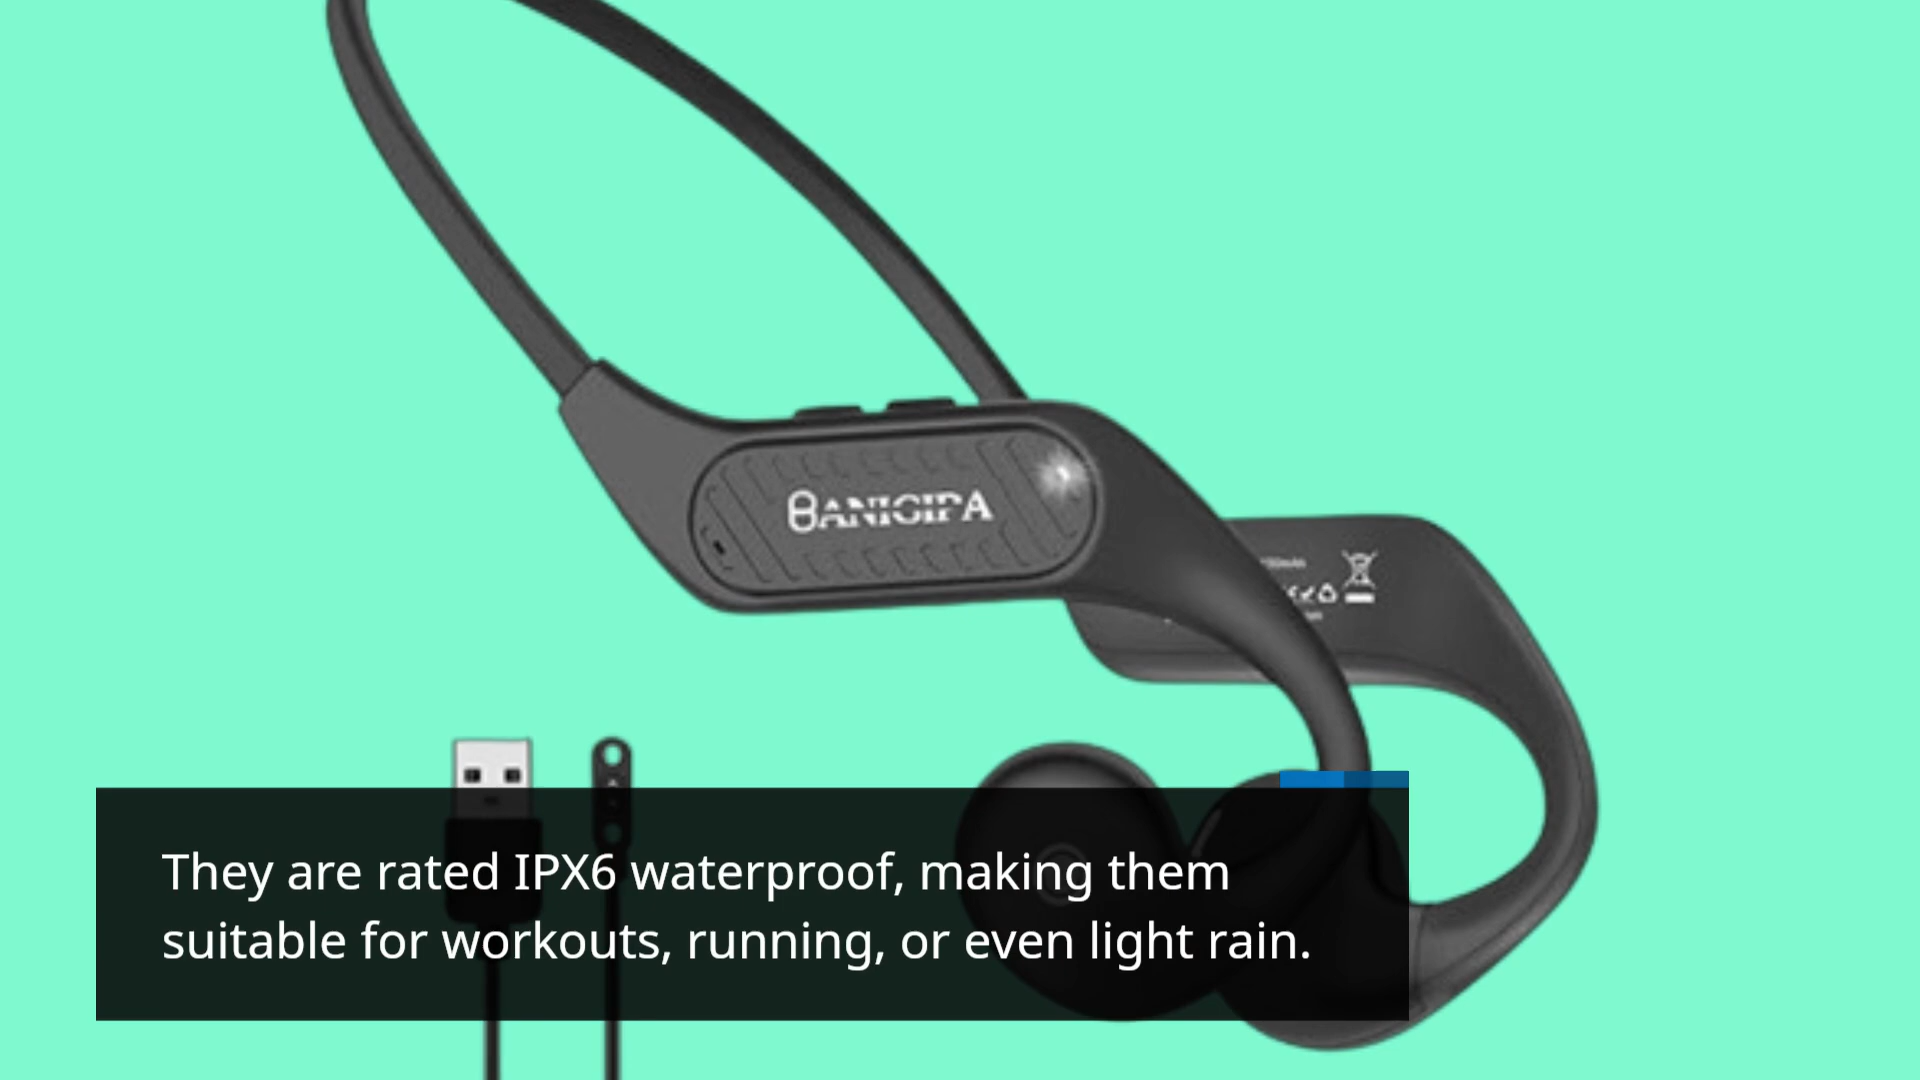 BANIGIPA
They are rated IPX6 waterproof, making them
suitable for workouts, running, or even light rain.